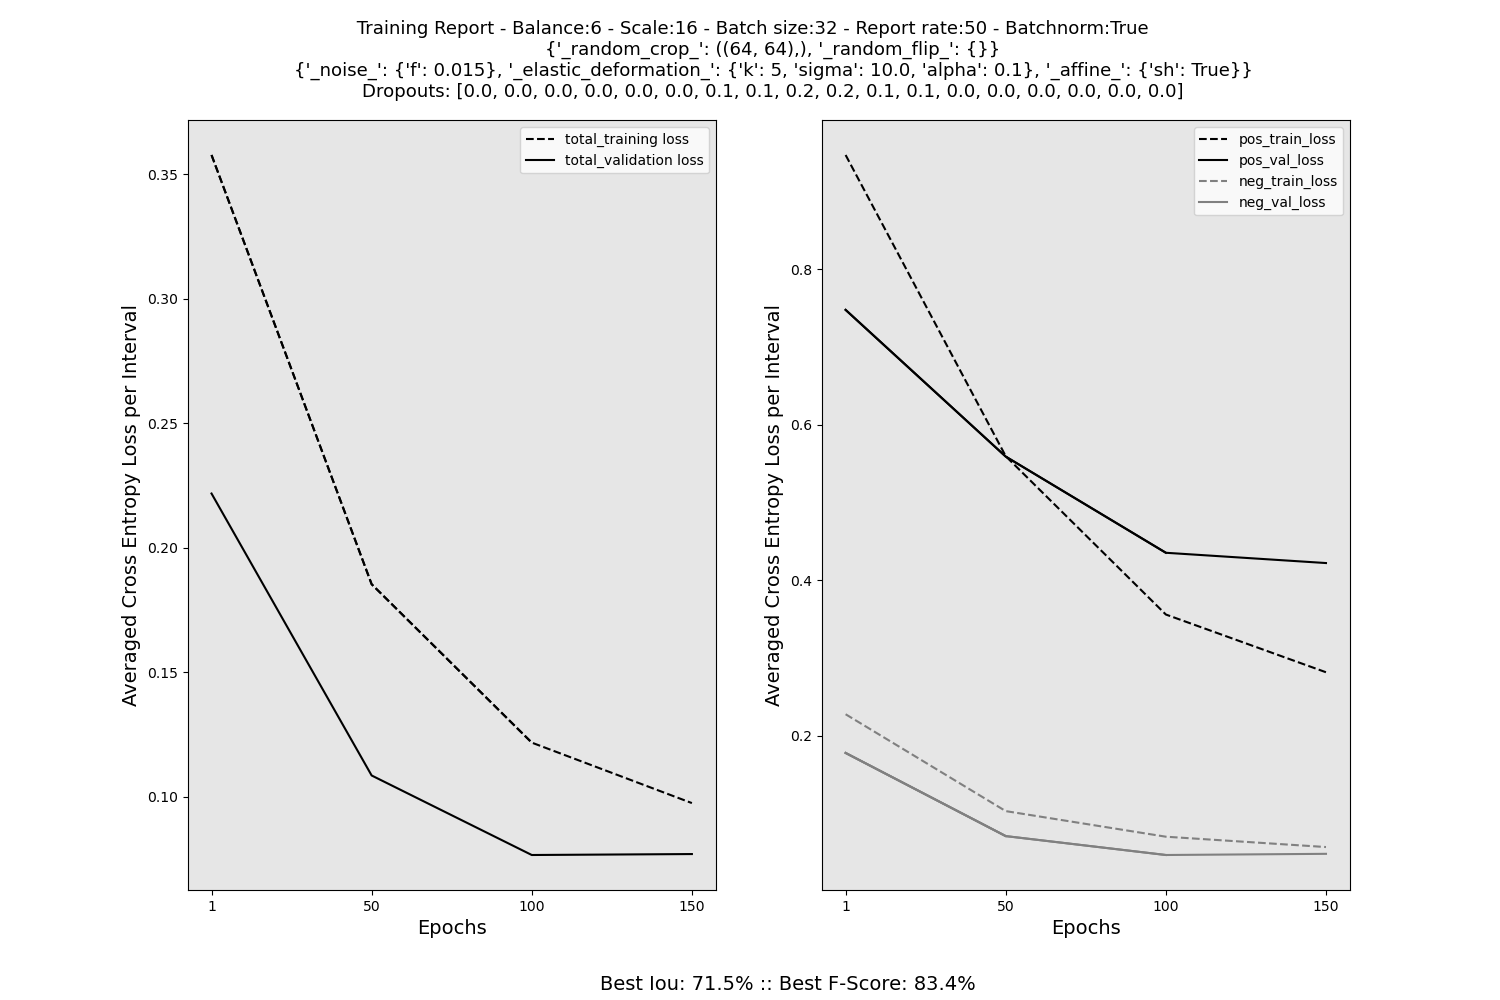 Training Report - Balance:6 - Scale:16 - Batch size:32 - Report rate:50 - Batchnorm:True
{'_random_crop_': ((64, 64),), '_random_flip_': {}}
{'_noise_': {'f': 0.015}, '_elastic_deformation_': {'k': 5, 'sigma': 10.0, 'alpha': 0.1}, '_affine_': {'sh': True}}
Dropouts: [0.0, 0.0, 0.0, 0.0, 0.0, 0.0, 0.1, 0.1, 0.2, 0.2, 0.1, 0.1, 0.0, 0.0, 0.0, 0.0, 0.0, 0.0]
total_training loss
total_validation loss
0.35
0.30
0.25
0.20
0.15
0.10
Averaged Cross Entropy Loss per Interval
1 50 100 150
Epochs
pos_train_loss
pos_val_loss
neg_train_loss
neg_val_loss
0.8
0.6
0.4
0.2
Averaged Cross Entropy Loss per Interval
1 50 100 150
Epochs
Best Iou: 71.5% :: Best F-Score: 83.4%